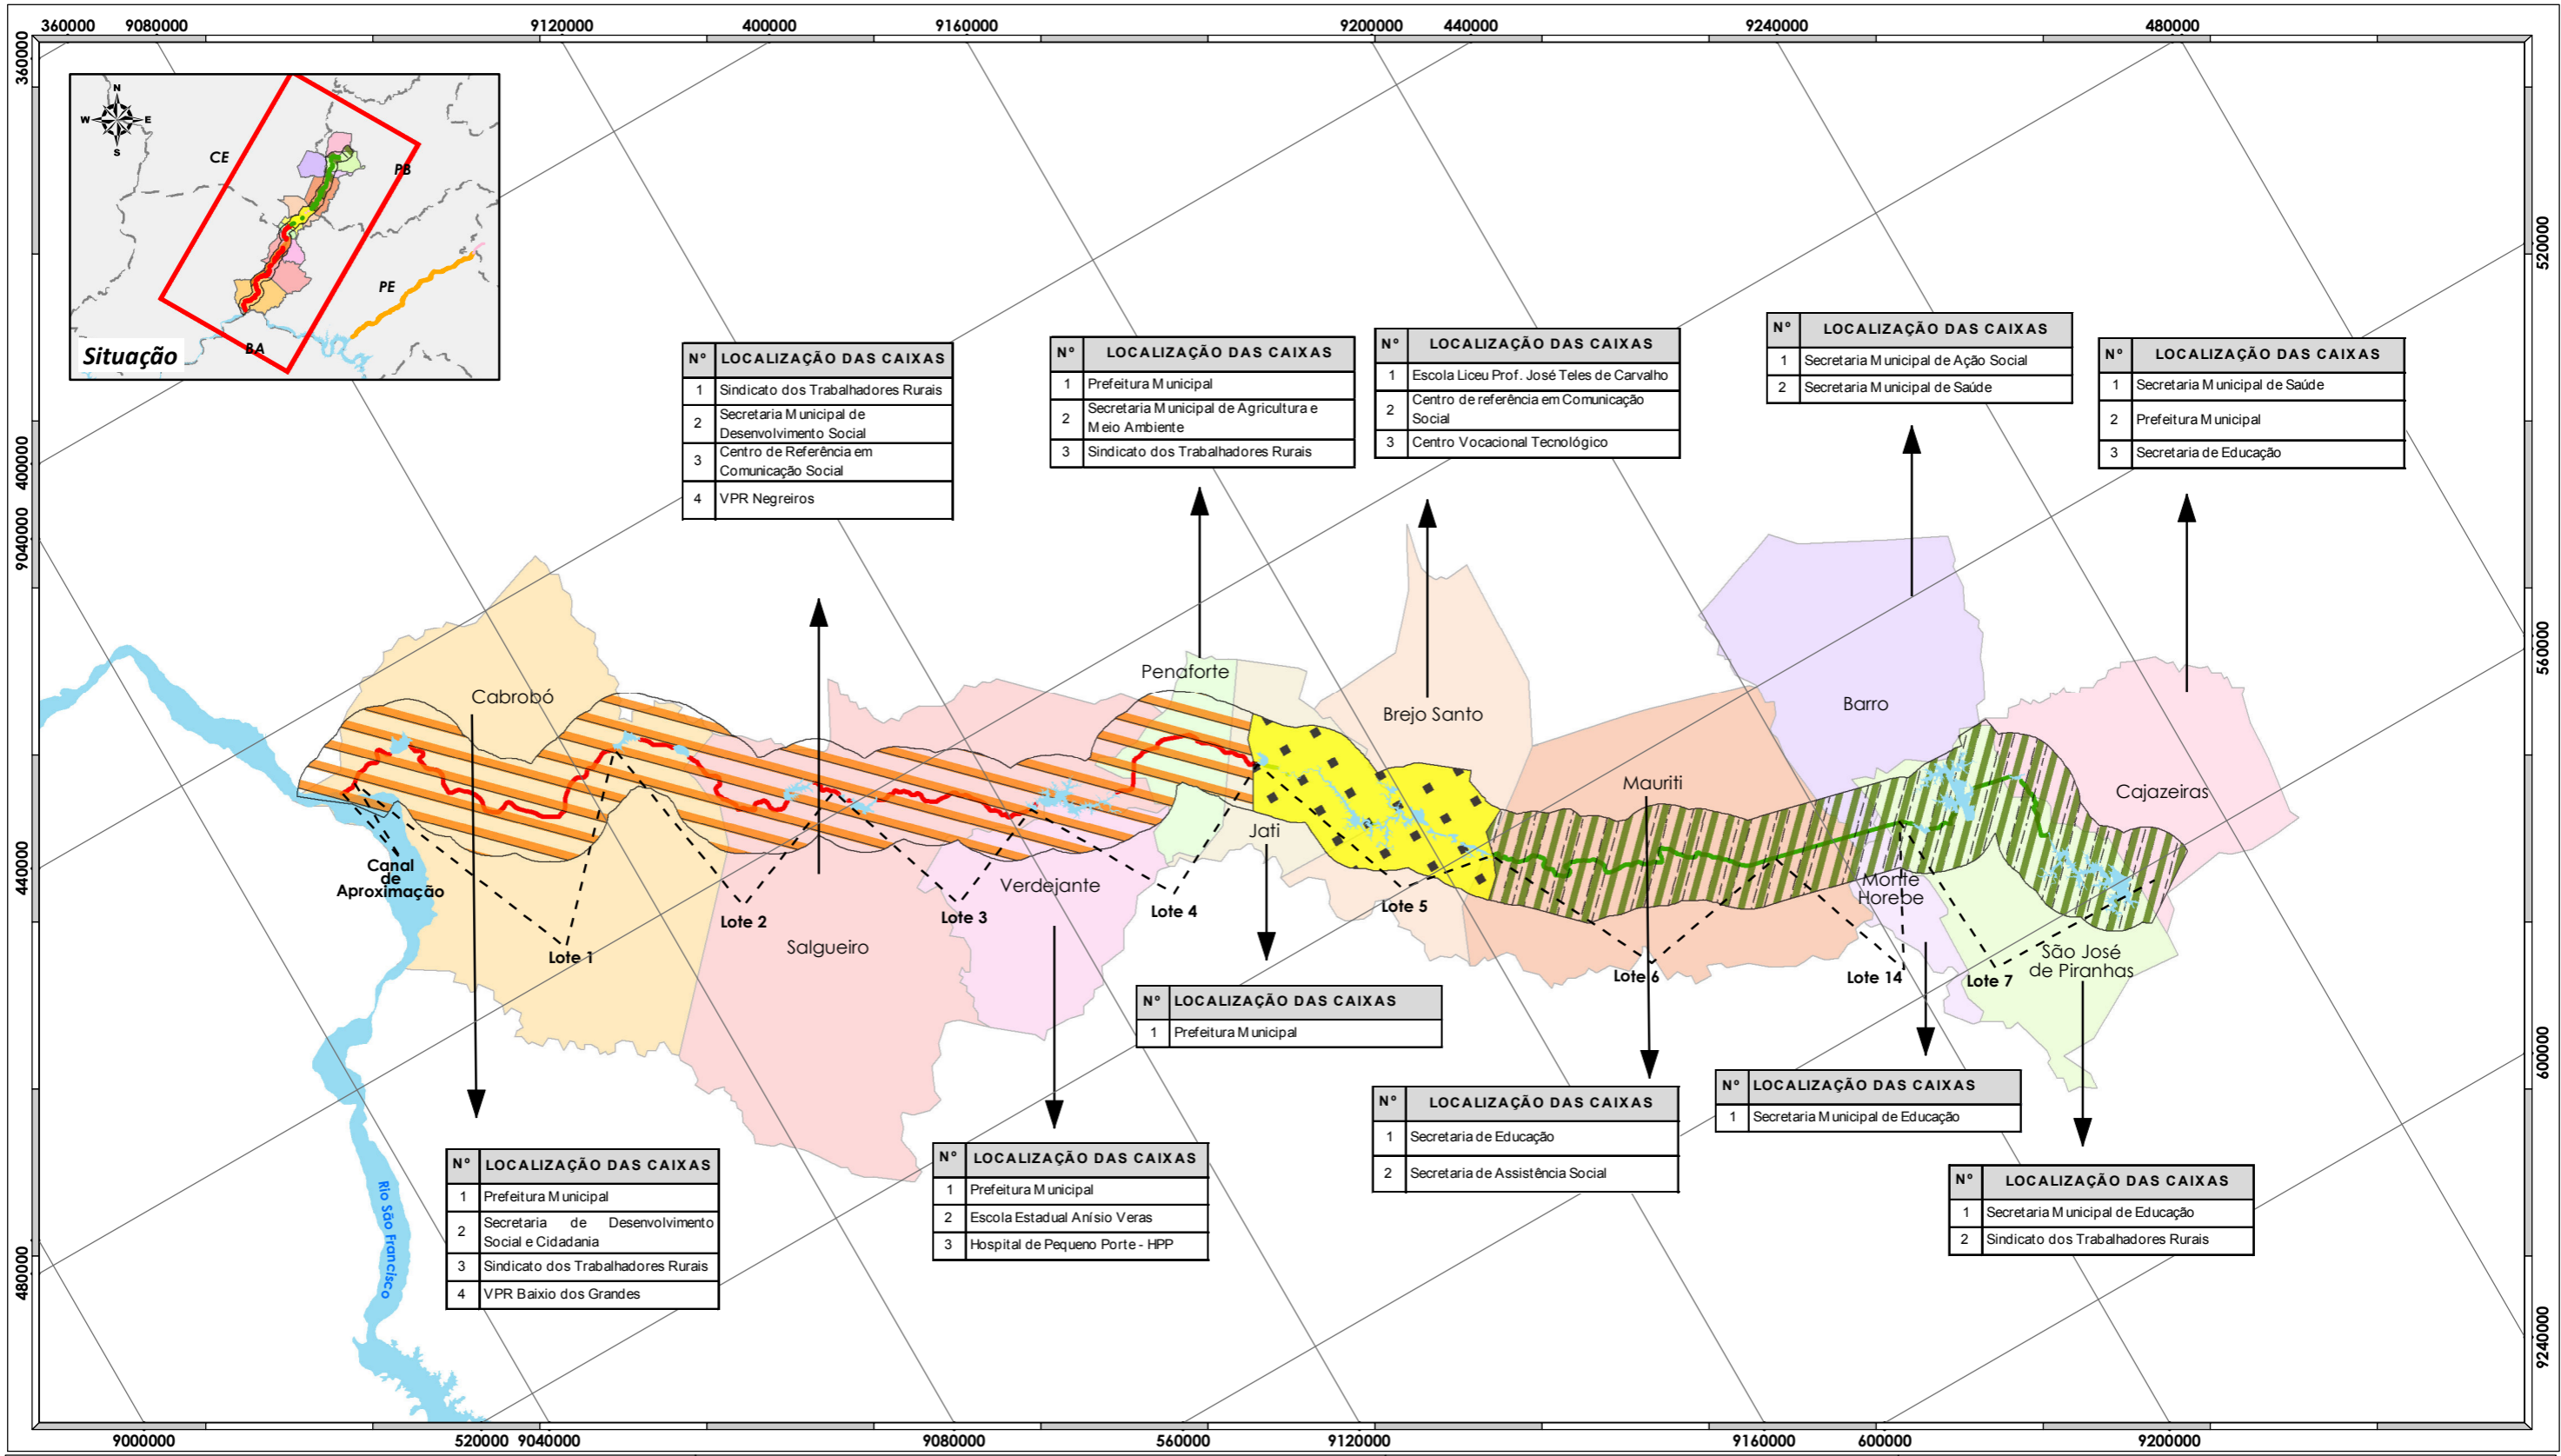 360000 9080000 9120000 400000 9160000 9200000 440000 9240000 480000
360000
400000
9040000
440000
480000
520000
560000
600000
9240000
N
W E
S
CE
PB
PE
BA
Situação
Nº LOCALIZAÇÃO DAS CAIXAS
1 Sindicato dos Trabalhadores Rurais
2 Secretaria Municipal de
Desenvolvimento Social
3 Centro de Referência em
Comunicação Social
4 VPR Negreiros
Nº LOCALIZAÇÃO DAS CAIXAS
1 Prefeitura Municipal
2 Secretaria Municipal de Agricultura e
Meio Ambiente
3 Sindicato dos Trabalhadores Rurais
Nº LOCALIZAÇÃO DAS CAIXAS
1 Escola Liceu Prof. José Teles de Carvalho
2 Centro de referência em Comunicação
Social
3 Centro Vocacional Tecnológico
Nº LOCALIZAÇÃO DAS CAIXAS
1 Secretaria Municipal de Ação Social
2 Secretaria Municipal de Saúde
Nº LOCALIZAÇÃO DAS CAIXAS
1 Secretaria Municipal de Saúde
2 Prefeitura Municipal
3 Secretaria de Educação
Cabrobó
Penaforte
Brejo Santo
Barro
Mauriti
Cajazeiras
Jati
Canal
de
Aproximação
Verdejante
Monte
Horebe
Salgueiro
São José
de Piranhas
Lote 1
Lote 2
Lote 3
Lote 4
Lote 5
Lote 6
Lote 14
Lote 7
Rio São Francisco
Nº LOCALIZAÇÃO DAS CAIXAS
1 Prefeitura Municipal
Nº LOCALIZAÇÃO DAS CAIXAS
1 Secretaria de Educação
2 Secretaria de Assistência Social
Nº LOCALIZAÇÃO DAS CAIXAS
1 Secretaria Municipal de Educação
Nº LOCALIZAÇÃO DAS CAIXAS
1 Prefeitura Municipal
2 Secretaria de Desenvolvimento
Social e Cidadania
3 Sindicato dos Trabalhadores Rurais
4 VPR Baixio dos Grandes
Nº LOCALIZAÇÃO DAS CAIXAS
1 Prefeitura Municipal
2 Escola Estadual Anísio Veras
3 Hospital de Pequeno Porte - HPP
Nº LOCALIZAÇÃO DAS CAIXAS
1 Secretaria Municipal de Educação
2 Sindicato dos Trabalhadores Rurais
9000000 520000 9040000 9080000 560000 9120000 9160000 600000 9200000